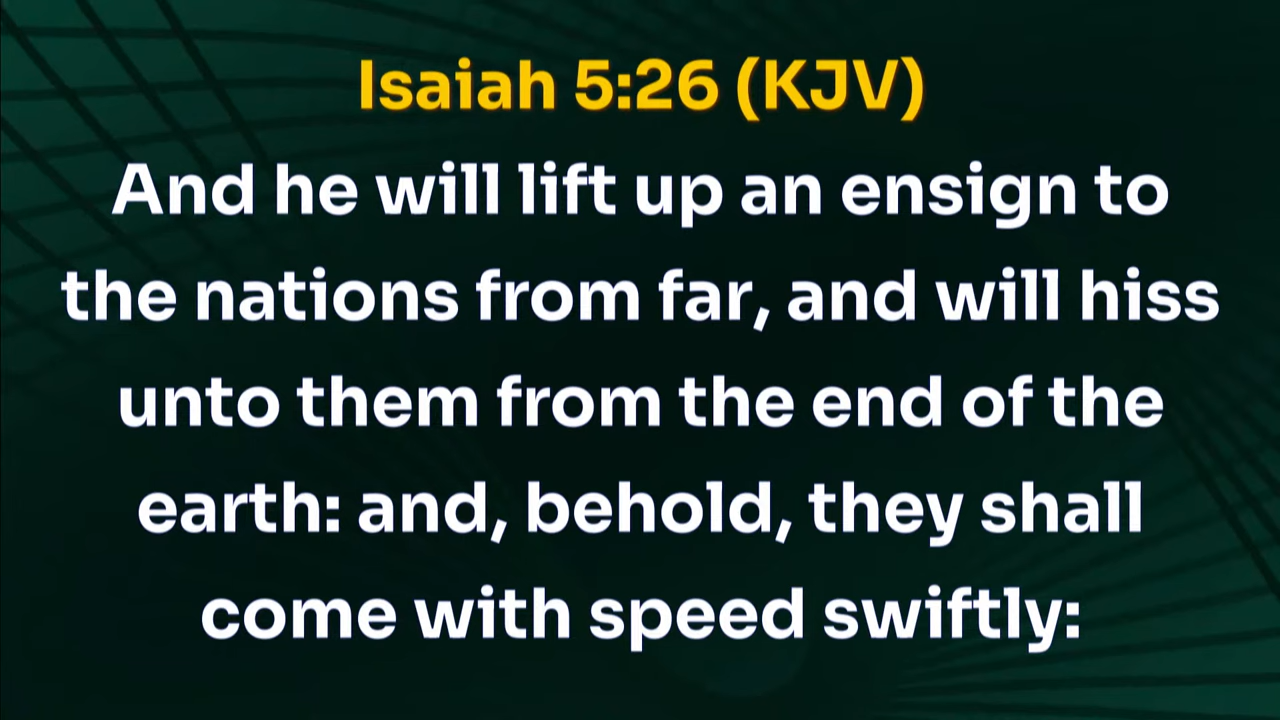 Isaiah 5:26 (KJV)
And he will lift up an ensign to
the nations from far, and will hiss
unto them from the end of the
earth: and, behold, they shall
come with speed swiftly: